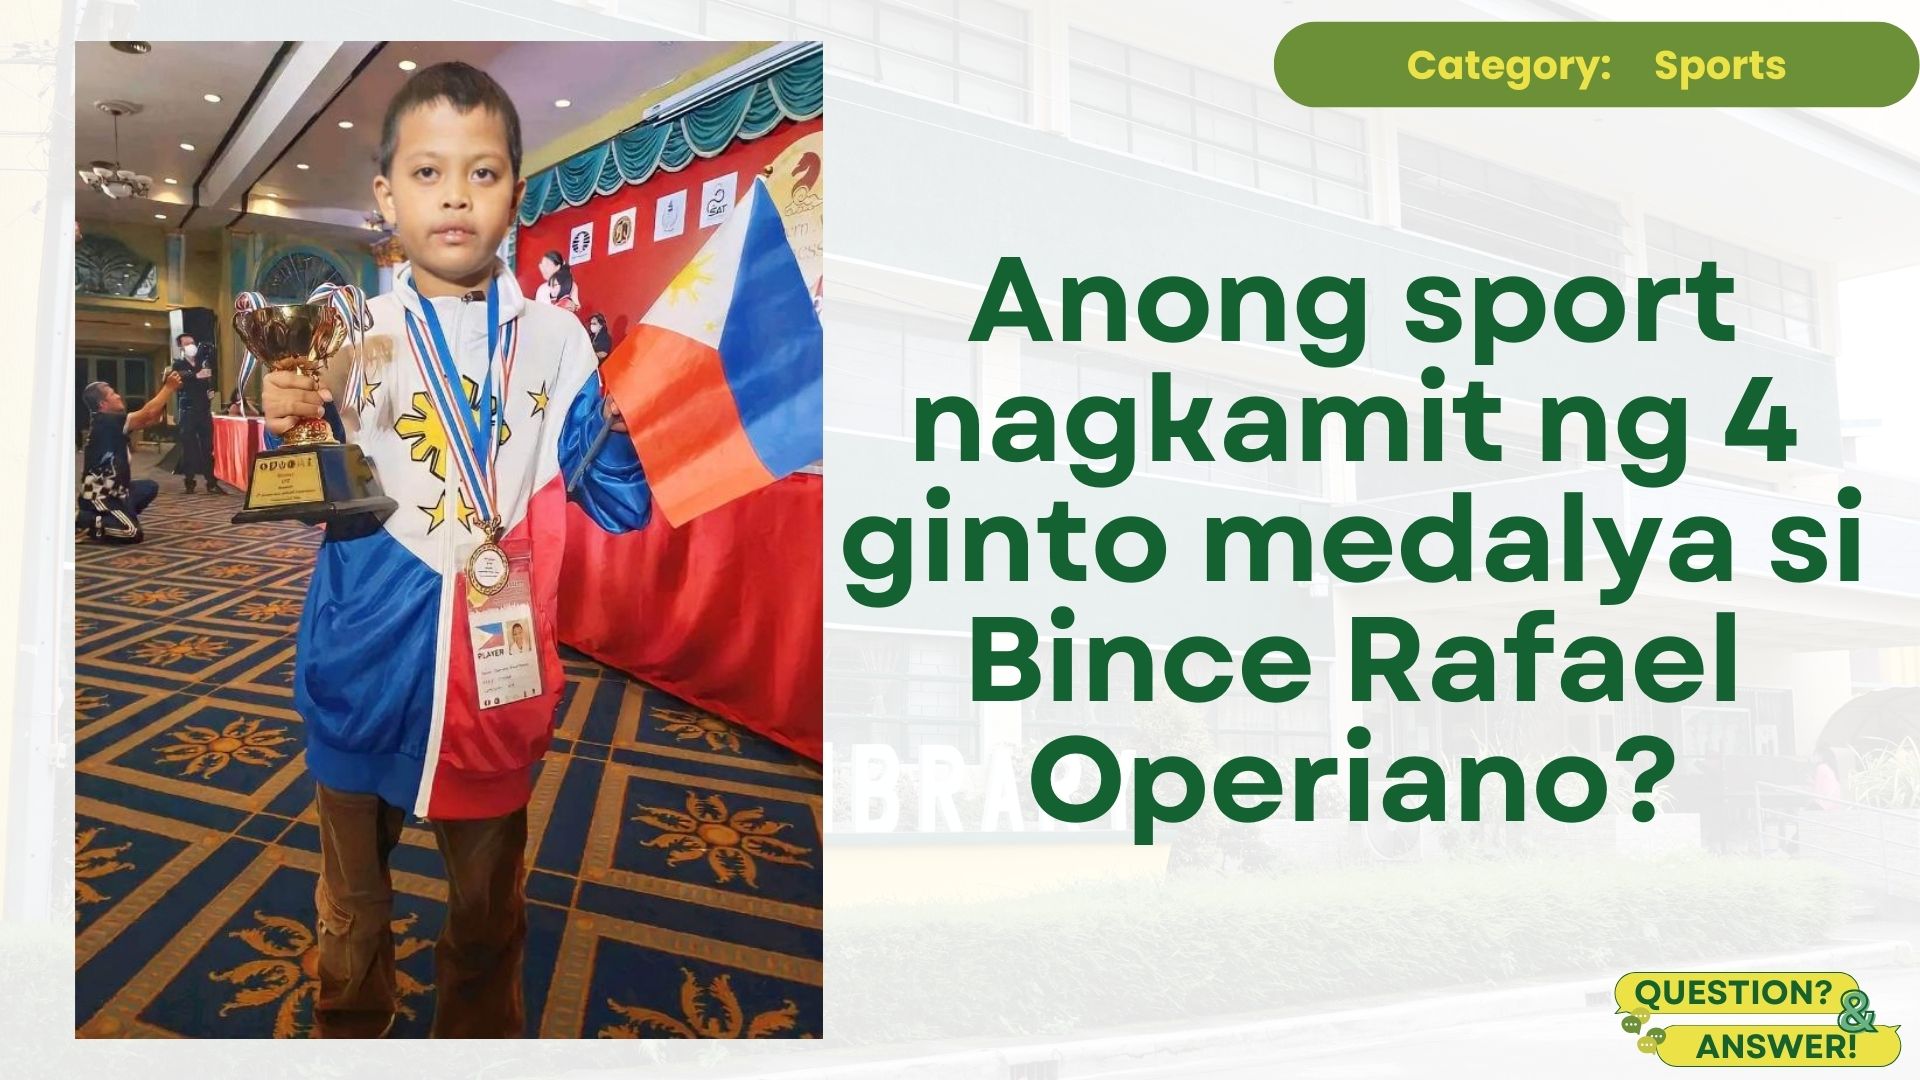 Category: Sports
Anong sport
nagkamit ng 4
ginto medalya si
Bince Rafael
Operiano?
PLAYER
QUESTION?
&
ANSWER!